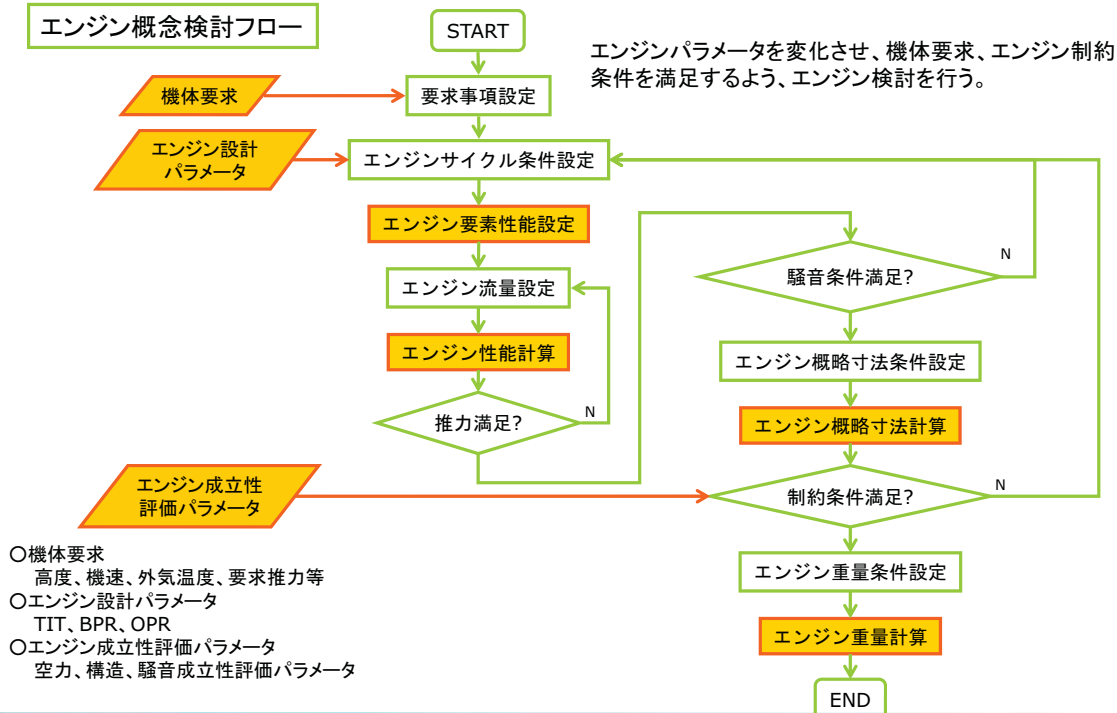 エンジン概念検討フロー
START
エンジンパラメータを変化させ、機体要求、エンジン制約
条件を満足するよう、エンジン検討を行う。
機体要求
要求事項設定
エンジン設計
パラメータ
エンジンサイクル条件設定
エンジン要素性能設定
エンジン流量設定
エンジン性能計算
推力満足?
N
騒音条件満足?
N
エンジン概略寸法条件設定
エンジン概略寸法計算
エンジン成立性
評価パラメータ
制約条件満足?
N
エンジン重量条件設定
エンジン重量計算
END
〇機体要求
高度、機速、外気温度、要求推力等
〇エンジン設計パラメータ
TIT、BPR、OPR
〇エンジン成立性評価パラメータ
空力、構造、騒音成立性評価パラメータ